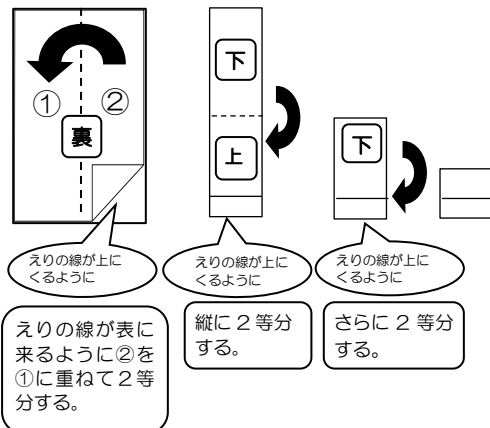 ① ②
裏
えりの線が上に
くるように
えりの線が表に
来るように②を
①に重ねて2等
分する。
下
上
えりの線が上に
くるように
縦に2等分
する。
下
えりの線が上に
くるように
さらに 2 等分
する。